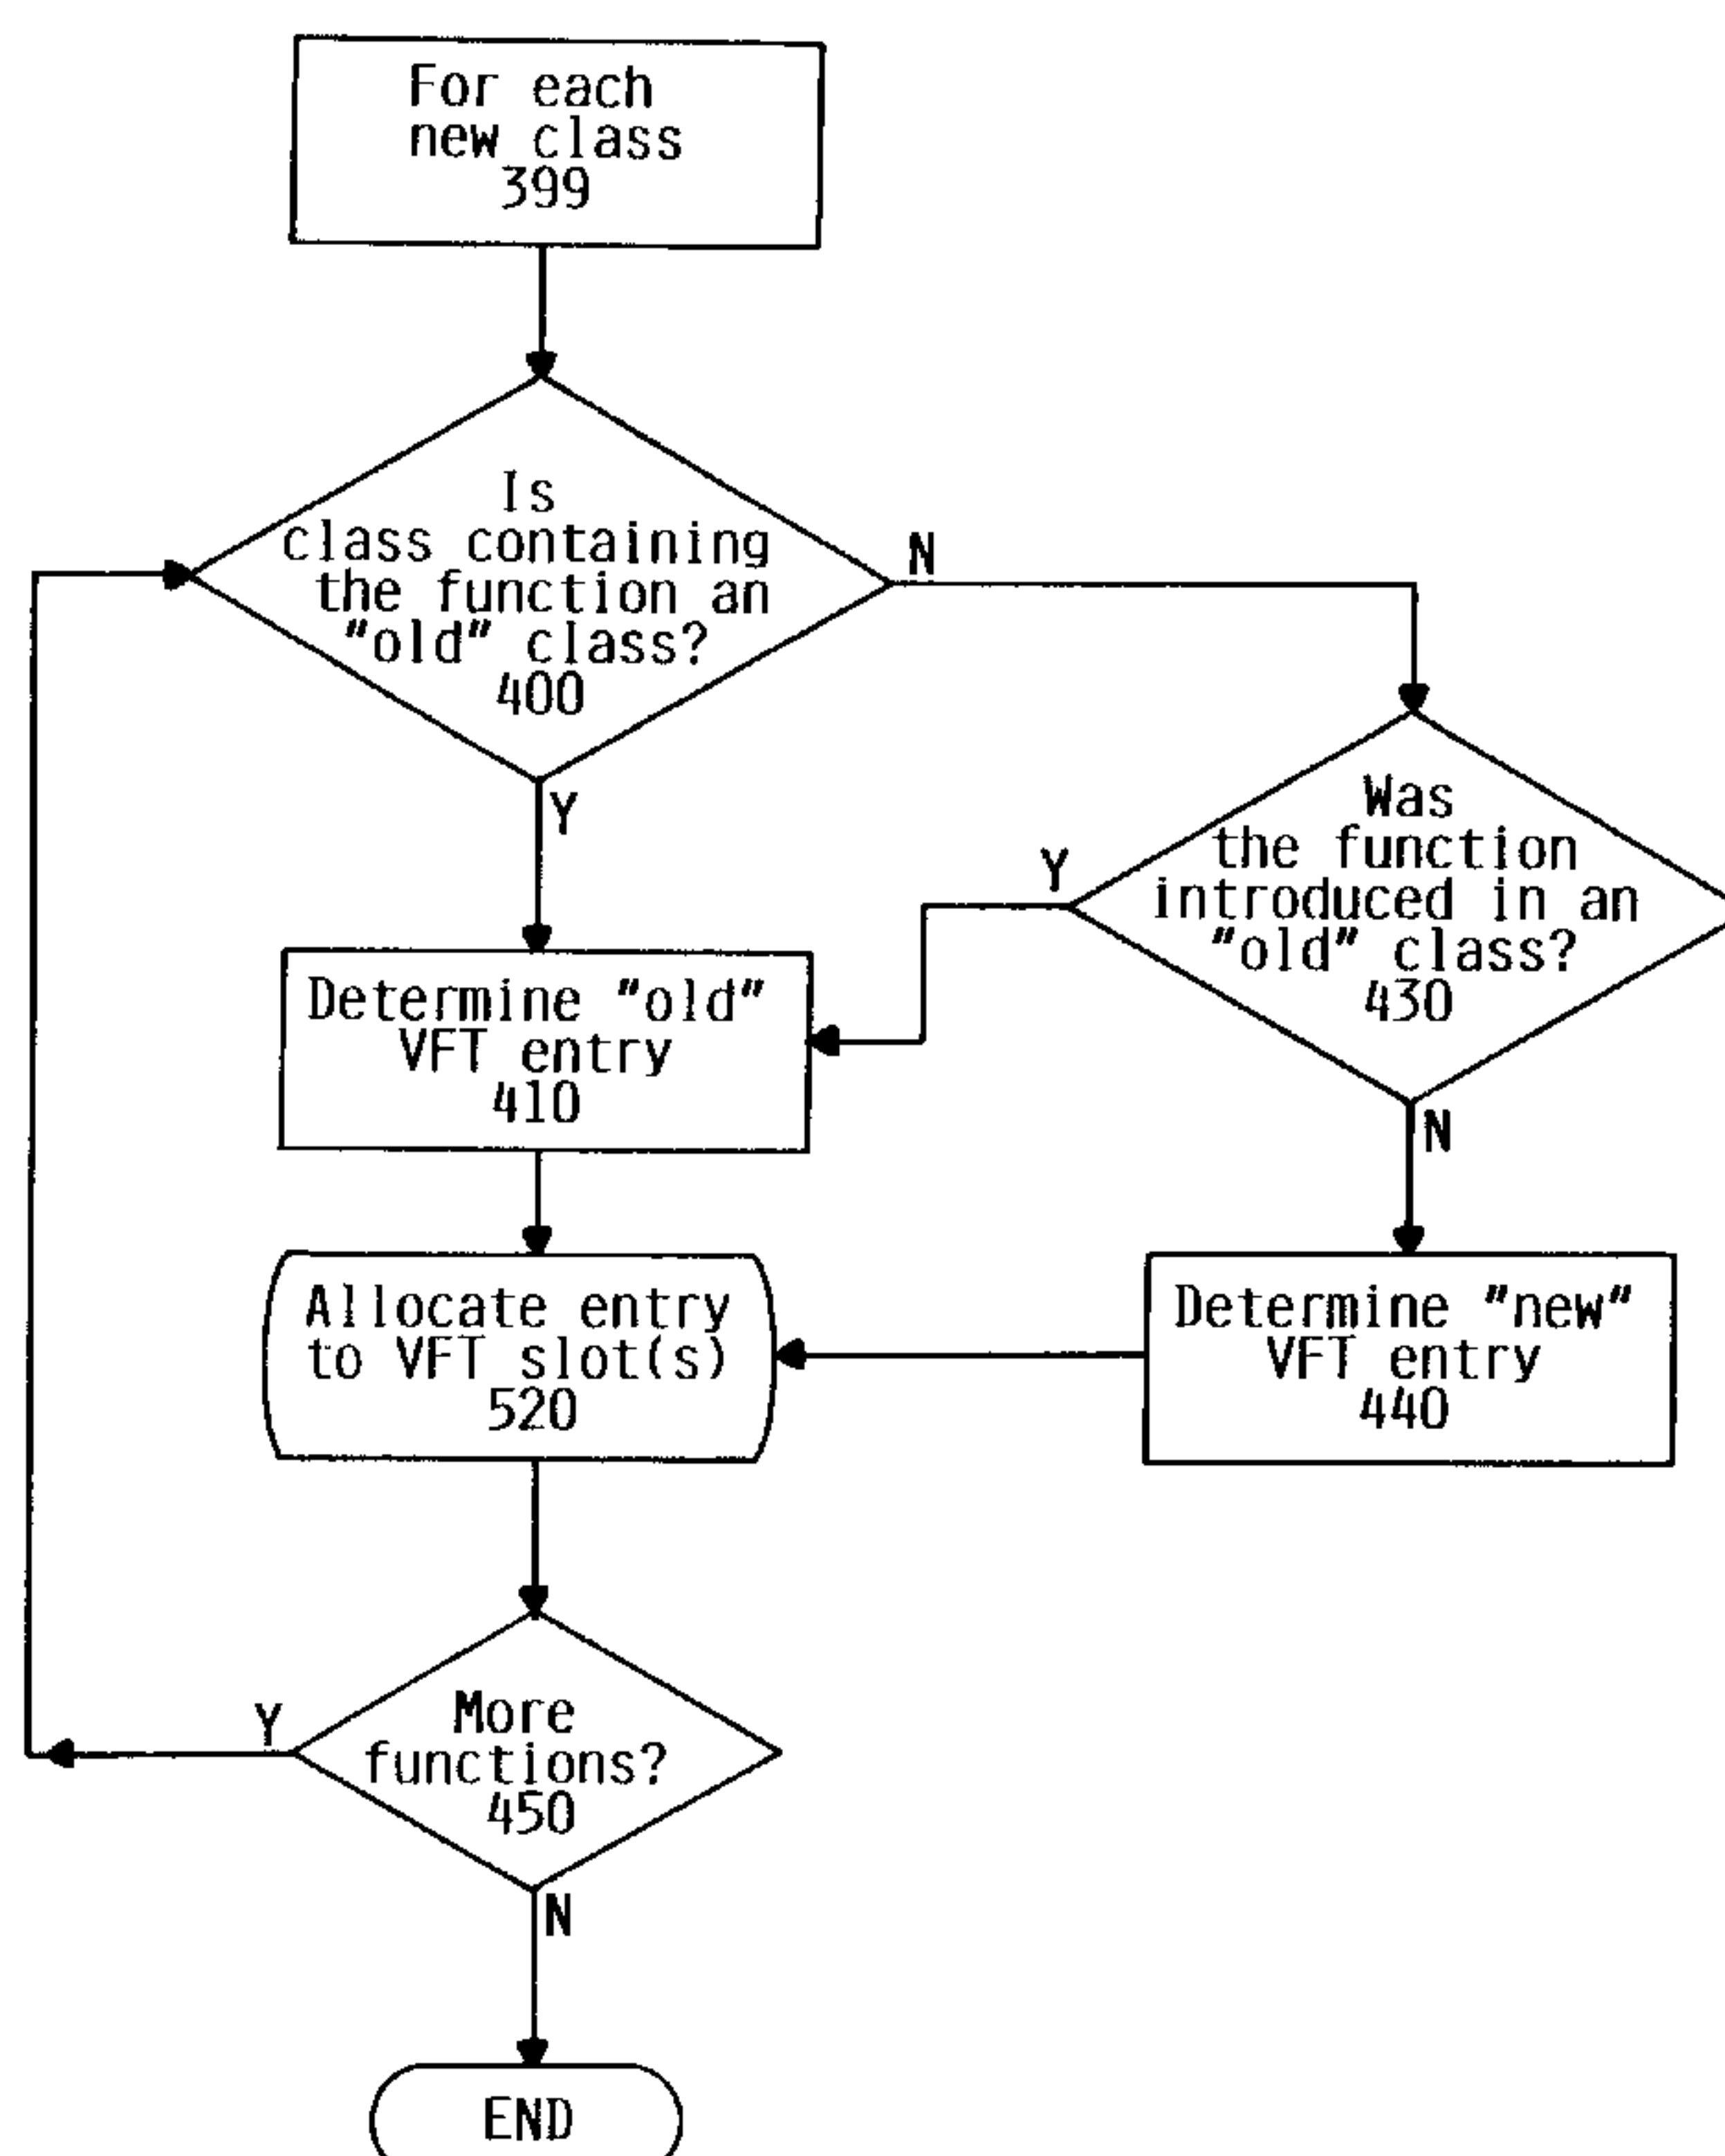 For each
new class
399
Is
class containing
the function an
"old" class?
400
N
Y
Was
the function
introduced in an
"old" class?
430
Y
N
Determine "old"
VFT entry
410
Allocate entry
to VFT slot(s)
520
Determine "new"
VFT entry
440
More
functions?
450
Y
N
END